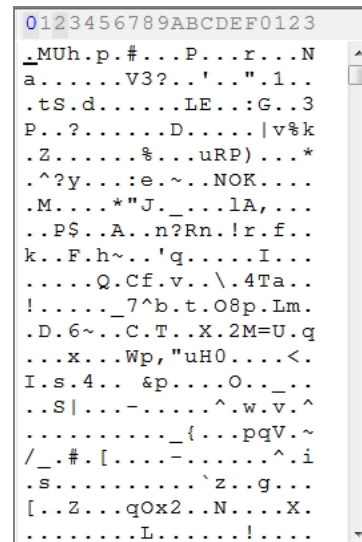 0123456789ABCDEF0123
.MUh.p.#...P...r...N
a......V3?..'..".1..
.tS.d......LE..:G..3
P..?......D.....|v%k
.Z......%...uRP)...*
.^?y...:e.~..NOK....
.M....*"J._...lA,...
..P$..A..n?Rn.!r.f..
k..F.h~..'q.....I...
.....Q.Cf.v..\.4Ta..
!......_7^b.t.O8p.Lm.
.D.6~..C.T..X.2M=U.q
...x...Wp,"uH0....<.
I.s.4.. &p....O.._..
..S|...-.....^.w.v.^
.........._{...pqV.~
/_.#.[....-......^.i
.s..........`z..g...
[..Z...qOx2..N....X.
........L......!....